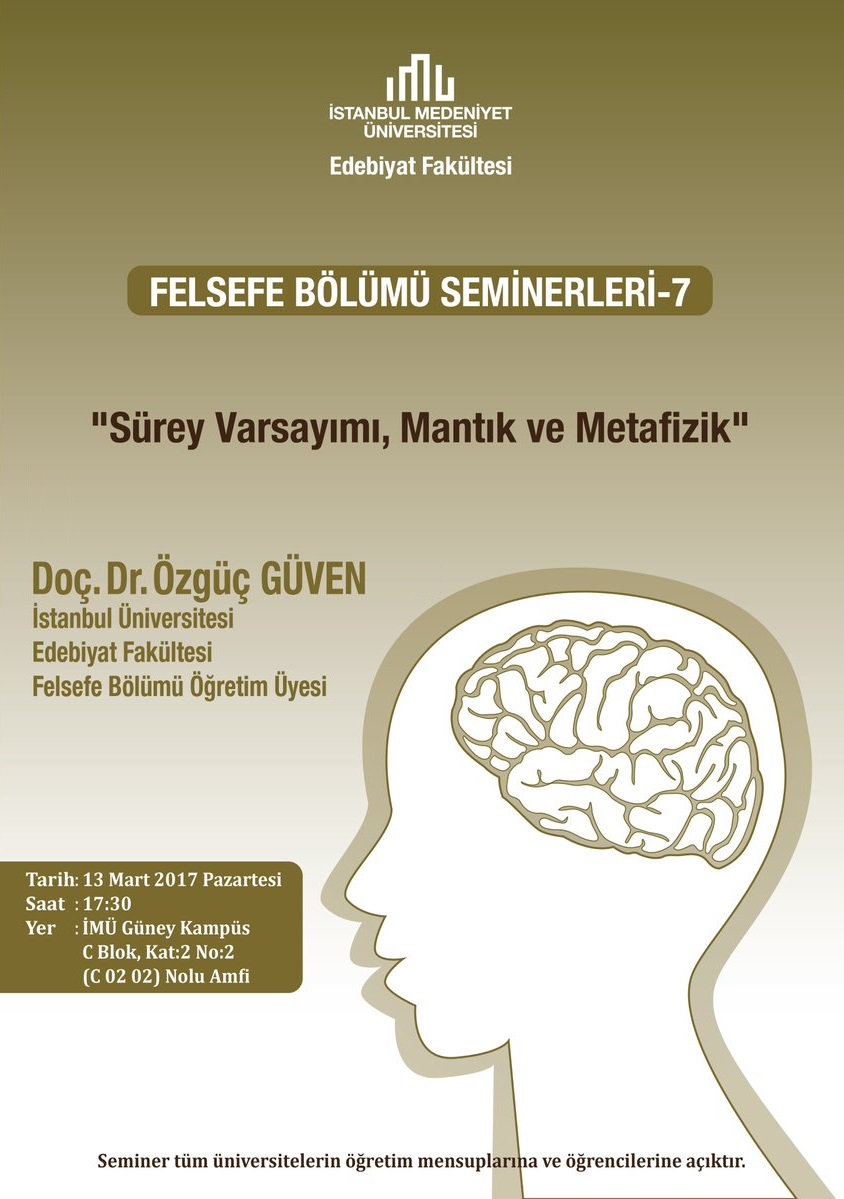 İSTANBUL MEDENİYET
ÜNİVERSİTESİ
Edebiyat Fakültesi
FELSEFE BÖLÜMÜ SEMİNERLERİ-7
"Sürey Varsayımı, Mantık ve Metafizik"
Doç. Dr. Özgüç GÜVEN
İstanbul Üniversitesi
Edebiyat Fakültesi
Felsefe Bölümü Öğretim Üyesi
Tarih: 13 Mart 2017 Pazartesi
Saat : 17:30
Yer : İMÜ Güney Kampüs
C Blok, Kat:2 No:2
(C 02 02) Nolu Amfi
Seminer tüm üniversitelerin öğretim mensuplarına ve öğrencilerine açıktır.